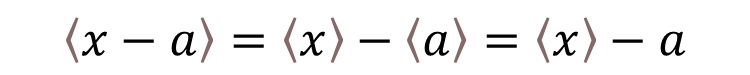 ⟨x − a⟩ = ⟨x⟩ − ⟨a⟩ = ⟨x⟩ − a